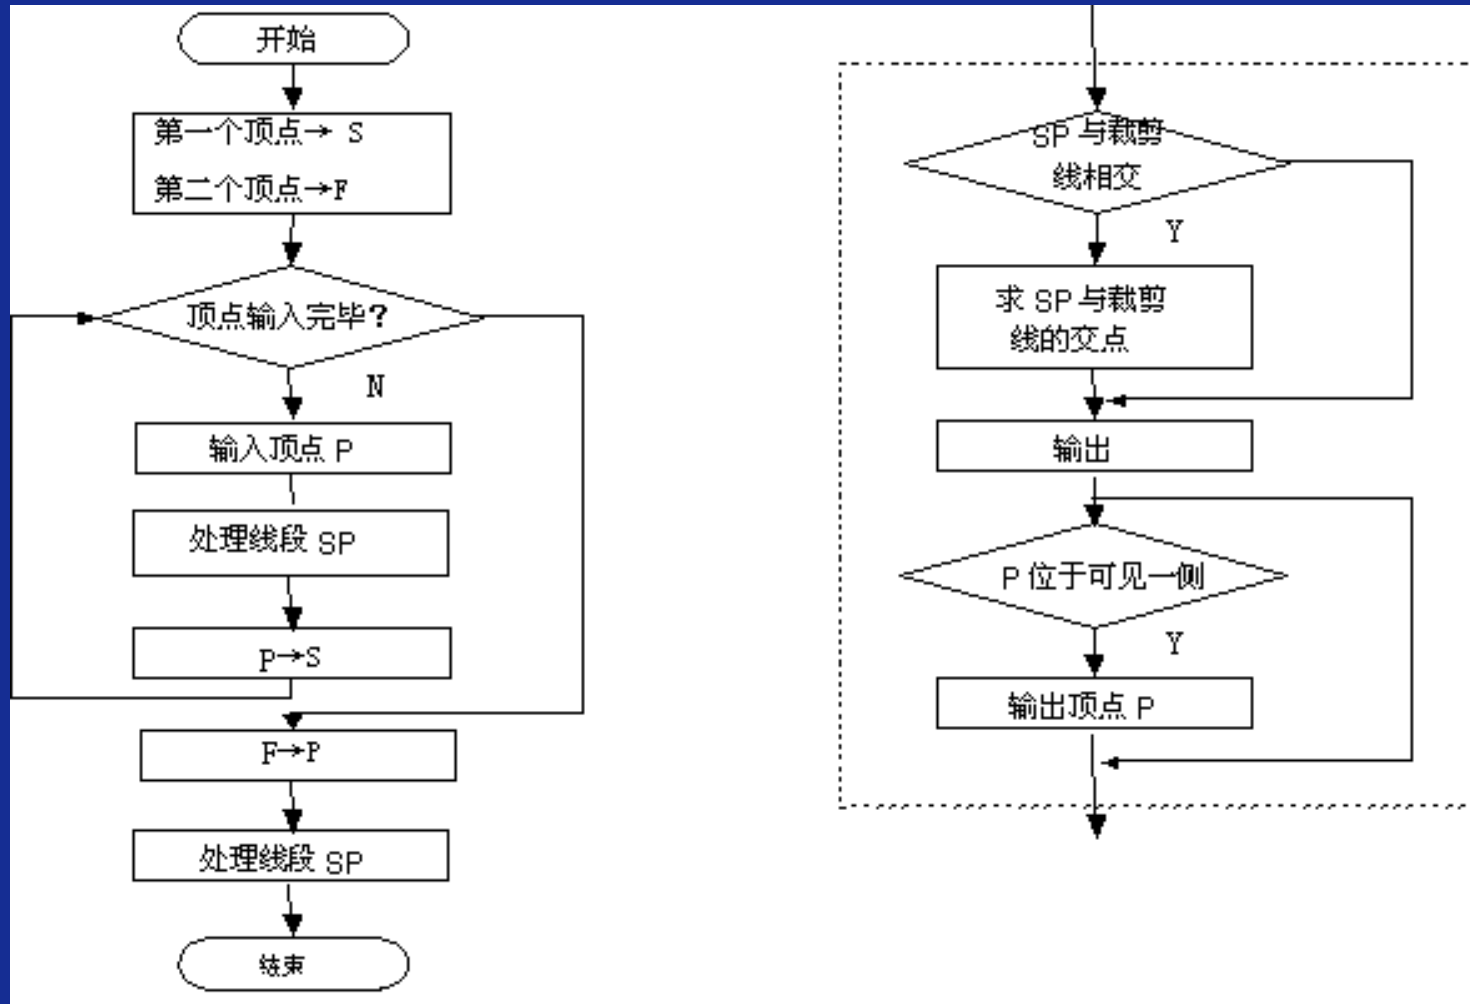 开始
第一个顶点→ S
第二个顶点→F
顶点输入完毕?
N
输入顶点 P
处理线段 SP
P→S
F→P
处理线段 SP
结束
SP 与裁剪
线相交
Y
求 SP 与裁剪
线的交点
输出
P 位于可见一侧
Y
输出顶点 P